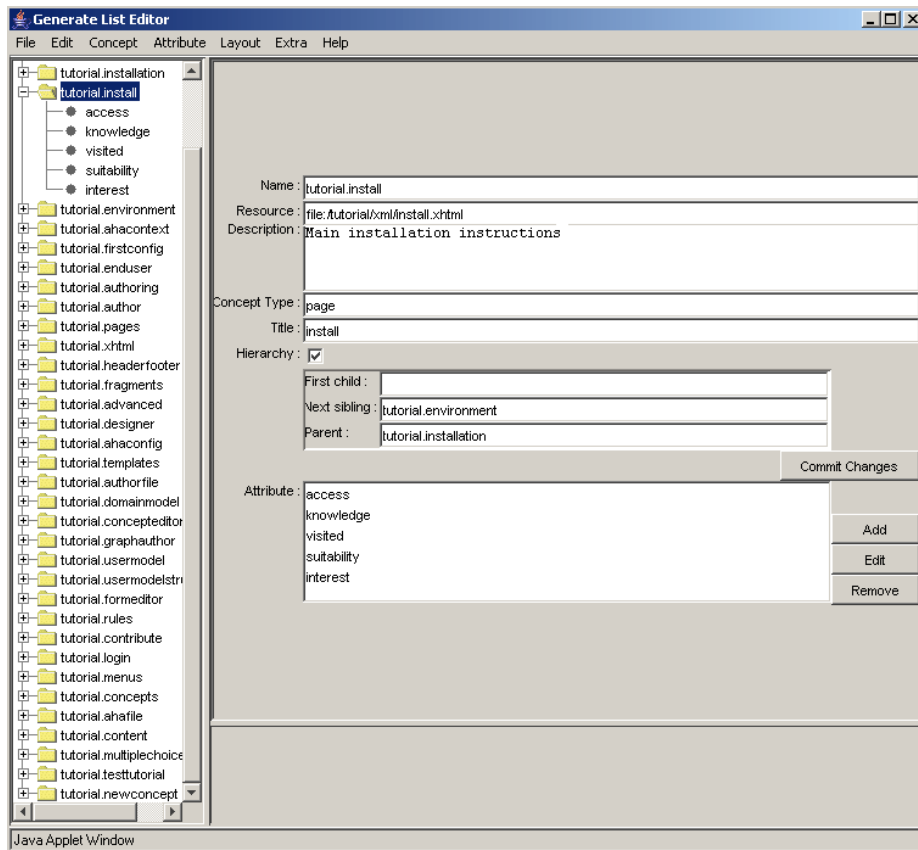 Generate List Editor
File Edit Concept Attribute Layout Extra Help
tutorial.installation
tutorial.install
access
knowledge
visited
suitability
interest
tutorial.environment
tutorial.ahacontext
tutorial.firstconfig
tutorial.enduser
tutorial.authoring
tutorial.author
tutorial.pages
tutorial.xhtml
tutorial.headerfooter
tutorial.fragments
tutorial.advanced
tutorial.designer
tutorial.ahaconfig
tutorial.templates
tutorial.authorfile
tutorial.domainmodel
tutorial.concepteditor
tutorial.graphauthor
tutorial.usermodel
tutorial.usermodelstru
tutorial.formeditor
tutorial.rules
tutorial.contribute
tutorial.login
tutorial.menus
tutorial.concepts
tutorial.ahafile
tutorial.content
tutorial.multiplechoice
tutorial.testtutorial
tutorial.newconcept
Name : tutorial.install
Resource : file:/tutorial/xml/install.xhtml
Description : Main installation instructions
Concept Type : page
Title : install
Hierarchy :
First child :
Next sibling : tutorial.environment
Parent : tutorial.installation
Commit Changes
Attribute : access
knowledge
visited
suitability
interest
Add
Edit
Remove
Java Applet Window